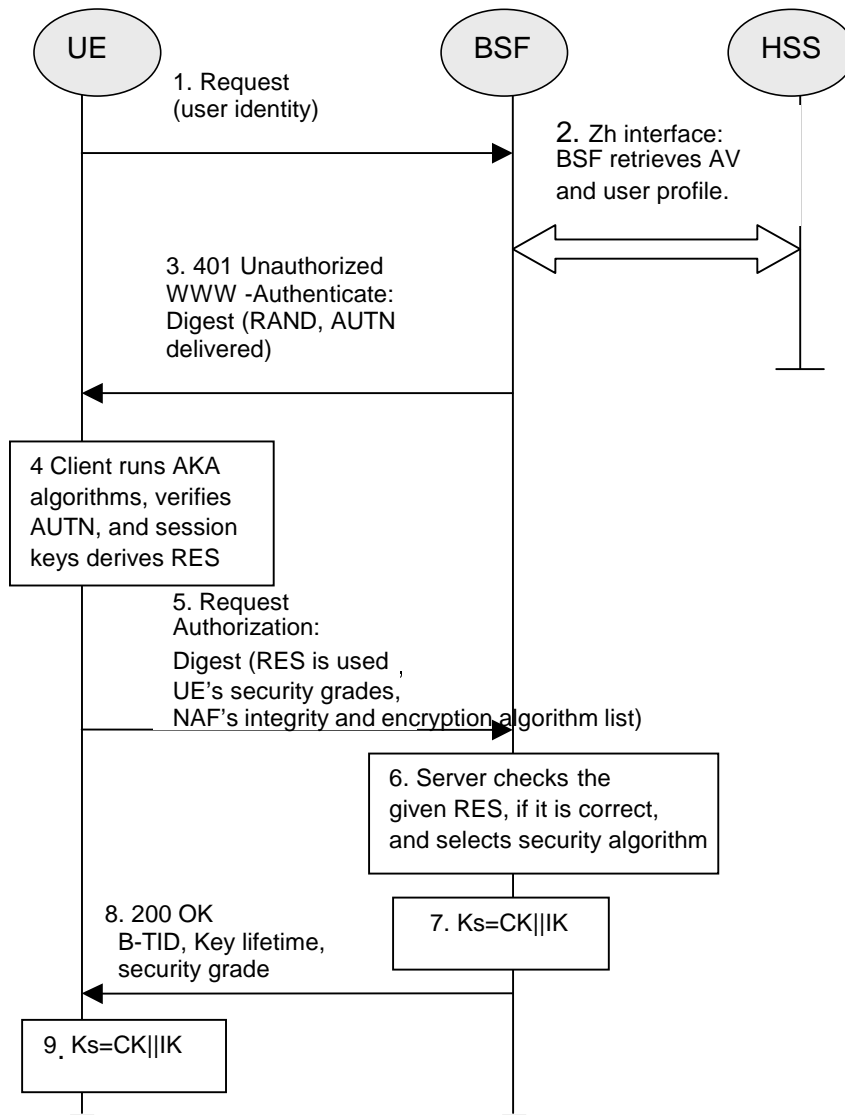 UE
BSF
HSS
1. Request
(user identity)
2. Zh interface:
BSF retrieves AV
and user profile.
3. 401 Unauthorized
WWW -Authenticate:
Digest (RAND, AUTN
delivered)
4 Client runs AKA
algorithms, verifies
AUTN, and session
keys derives RES
5. Request
Authorization:
Digest (RES is used ,
UE’s security grades,
NAF’s integrity and encryption algorithm list)
6. Server checks the
given RES, if it is correct,
and selects security algorithm
7. Ks=CK||IK
8. 200 OK
B-TID, Key lifetime,
security grade
9. Ks=CK||IK